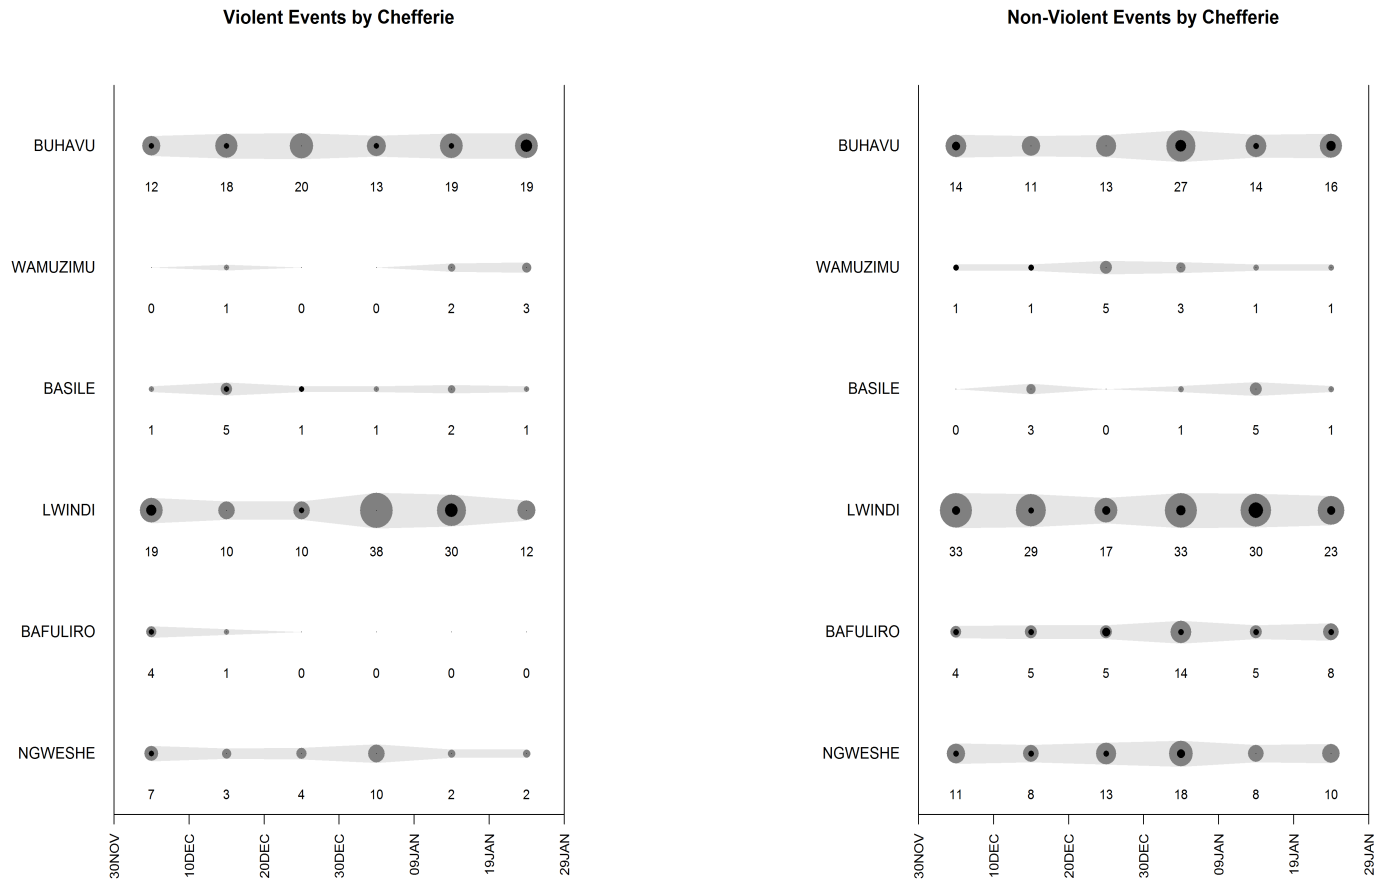 Violent Events by Chefferie
BUHAVU
12 18 20 13 19 19
WAMUZIMU
0 1 0 0 2 3
BASILE
1 5 1 1 2 1
LWINDI
19 10 10 38 30 12
BAFULIRO
4 1 0 0 0 0
NGWESHE
7 3 4 10 2 2
30NOV 10DEC 20DEC 30DEC 09JAN 19JAN 29JAN
Non-Violent Events by Chefferie
BUHAVU
14 11 13 27 14 16
WAMUZIMU
1 1 5 3 1 1
BASILE
0 3 0 1 5 1
LWINDI
33 29 17 33 30 23
BAFULIRO
4 5 5 14 5 8
NGWESHE
11 8 13 18 8 10
30NOV 10DEC 20DEC 30DEC 09JAN 19JAN 29JAN